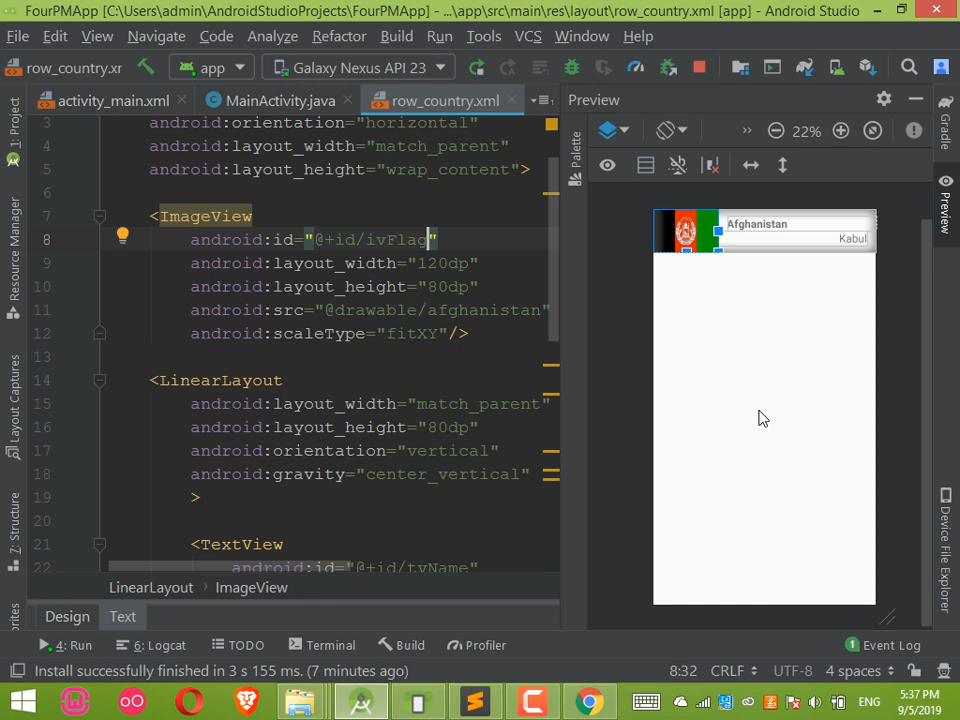 FourPMApp [C:\Users\admin\AndroidStudioProjects\FourPMApp] - ...\app\src\main\res\layout\row_country.xml [app] - Android Studio
File Edit View Navigate Code Analyze Refactor Build Run Tools VCS Window Help
row_country.xr app Galaxy Nexus API 23
activity_main.xml MainActivity.java row_country.xml Preview
1: Project
Resource Manager
Layout Captures
7: Structure
3 android:orientation="horizontal"
4 android:layout_width="match_parent"
5 android:layout_height="wrap_content">
6
7 <ImageView
8 android:id="@+id/ivFlag"
9 android:layout_width="120dp"
10 android:layout_height="80dp"
11 android:src="@drawable/afghanistan"
12 android:scaleType="fitXY"/>
13
14 <LinearLayout
15 android:layout_width="match_parent"
16 android:layout_height="80dp"
17 android:orientation="vertical"
18 android:gravity="center_vertical"
19 >
20
21 <TextView
22 android:id="@+id/tvName"
LinearLayout › ImageView
Design Text
Palette
22%
Afghanistan
Kabul
Gradle
Preview
Device File Explorer
4: Run 6: Logcat TODO Terminal Build Profiler 1 Event Log
Install successfully finished in 3 s 155 ms. (7 minutes ago) 8:32 CRLF UTF-8 4 spaces
ENG
5:37 PM
9/5/2019